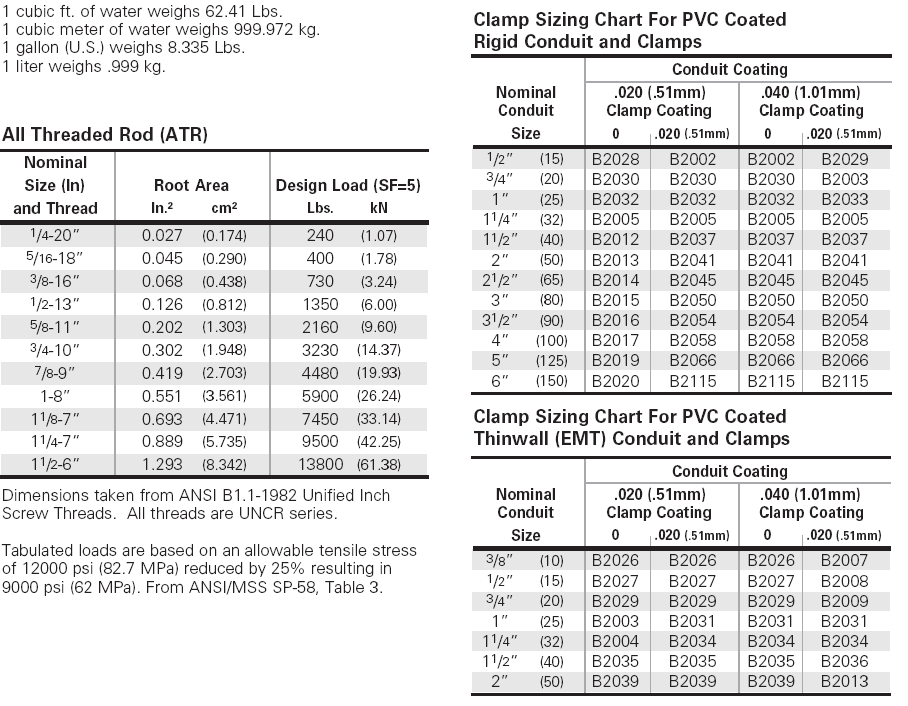 1 cubic ft. of water weighs 62.41 Lbs.
1 cubic meter of water weighs 999.972 kg.
1 gallon (U.S.) weighs 8.335 Lbs.
1 liter weighs .999 kg.
All Threaded Rod (ATR)
Nominal
Size (In) Root Area Design Load (SF=5)
and Thread In.² cm² Lbs. kN
1/4-20" 0.027 (0.174) 240 (1.07)
5/16-18" 0.045 (0.290) 400 (1.78)
3/8-16" 0.068 (0.438) 730 (3.24)
1/2-13" 0.126 (0.812) 1350 (6.00)
5/8-11" 0.202 (1.303) 2160 (9.60)
3/4-10" 0.302 (1.948) 3230 (14.37)
7/8-9" 0.419 (2.703) 4480 (19.93)
1-8" 0.551 (3.561) 5900 (26.24)
11/8-7" 0.693 (4.471) 7450 (33.14)
11/4-7" 0.889 (5.735) 9500 (42.25)
11/2-6" 1.293 (8.342) 13800 (61.38)
Dimensions taken from ANSI B1.1-1982 Unified Inch
Screw Threads. All threads are UNCR series.
Tabulated loads are based on an allowable tensile stress
of 12000 psi (82.7 MPa) reduced by 25% resulting in
9000 psi (62 MPa). From ANSI/MSS SP-58, Table 3.
Clamp Sizing Chart For PVC Coated
Rigid Conduit and Clamps
Conduit Coating
Nominal .020 (.51mm) .040 (1.01mm)
Conduit Clamp Coating Clamp Coating
Size 0 .020 (.51mm) 0 .020 (.51mm)
1/2" (15) B2028 B2002 B2002 B2029
3/4" (20) B2030 B2030 B2030 B2003
1" (25) B2032 B2032 B2032 B2033
11/4" (32) B2005 B2005 B2005 B2005
11/2" (40) B2012 B2037 B2037 B2037
2" (50) B2013 B2041 B2041 B2041
21/2" (65) B2014 B2045 B2045 B2045
3" (80) B2015 B2050 B2050 B2050
31/2" (90) B2016 B2054 B2054 B2054
4" (100) B2017 B2058 B2058 B2058
5" (125) B2019 B2066 B2066 B2066
6" (150) B2020 B2115 B2115 B2115
Clamp Sizing Chart For PVC Coated
Thinwall (EMT) Conduit and Clamps
Conduit Coating
Nominal .020 (.51mm) .040 (1.01mm)
Conduit Clamp Coating Clamp Coating
Size 0 .020 (.51mm) 0 .020 (.51mm)
3/8" (10) B2026 B2026 B2026 B2007
1/2" (15) B2027 B2027 B2027 B2008
3/4" (20) B2029 B2029 B2029 B2009
1" (25) B2003 B2031 B2031 B2031
11/4" (32) B2004 B2034 B2034 B2034
11/2" (40) B2035 B2035 B2035 B2036
2" (50) B2039 B2039 B2039 B2013